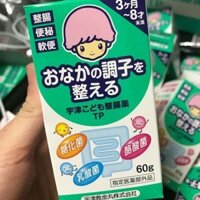 整腸
便秘
軟便
3ヶ月
～8才
未満
おなかの調子を
整える
宇津こども整腸薬
TP
糖化菌
酪酸菌
乳酸菌
60g
指定医薬部外品
宇津救命丸株式会社